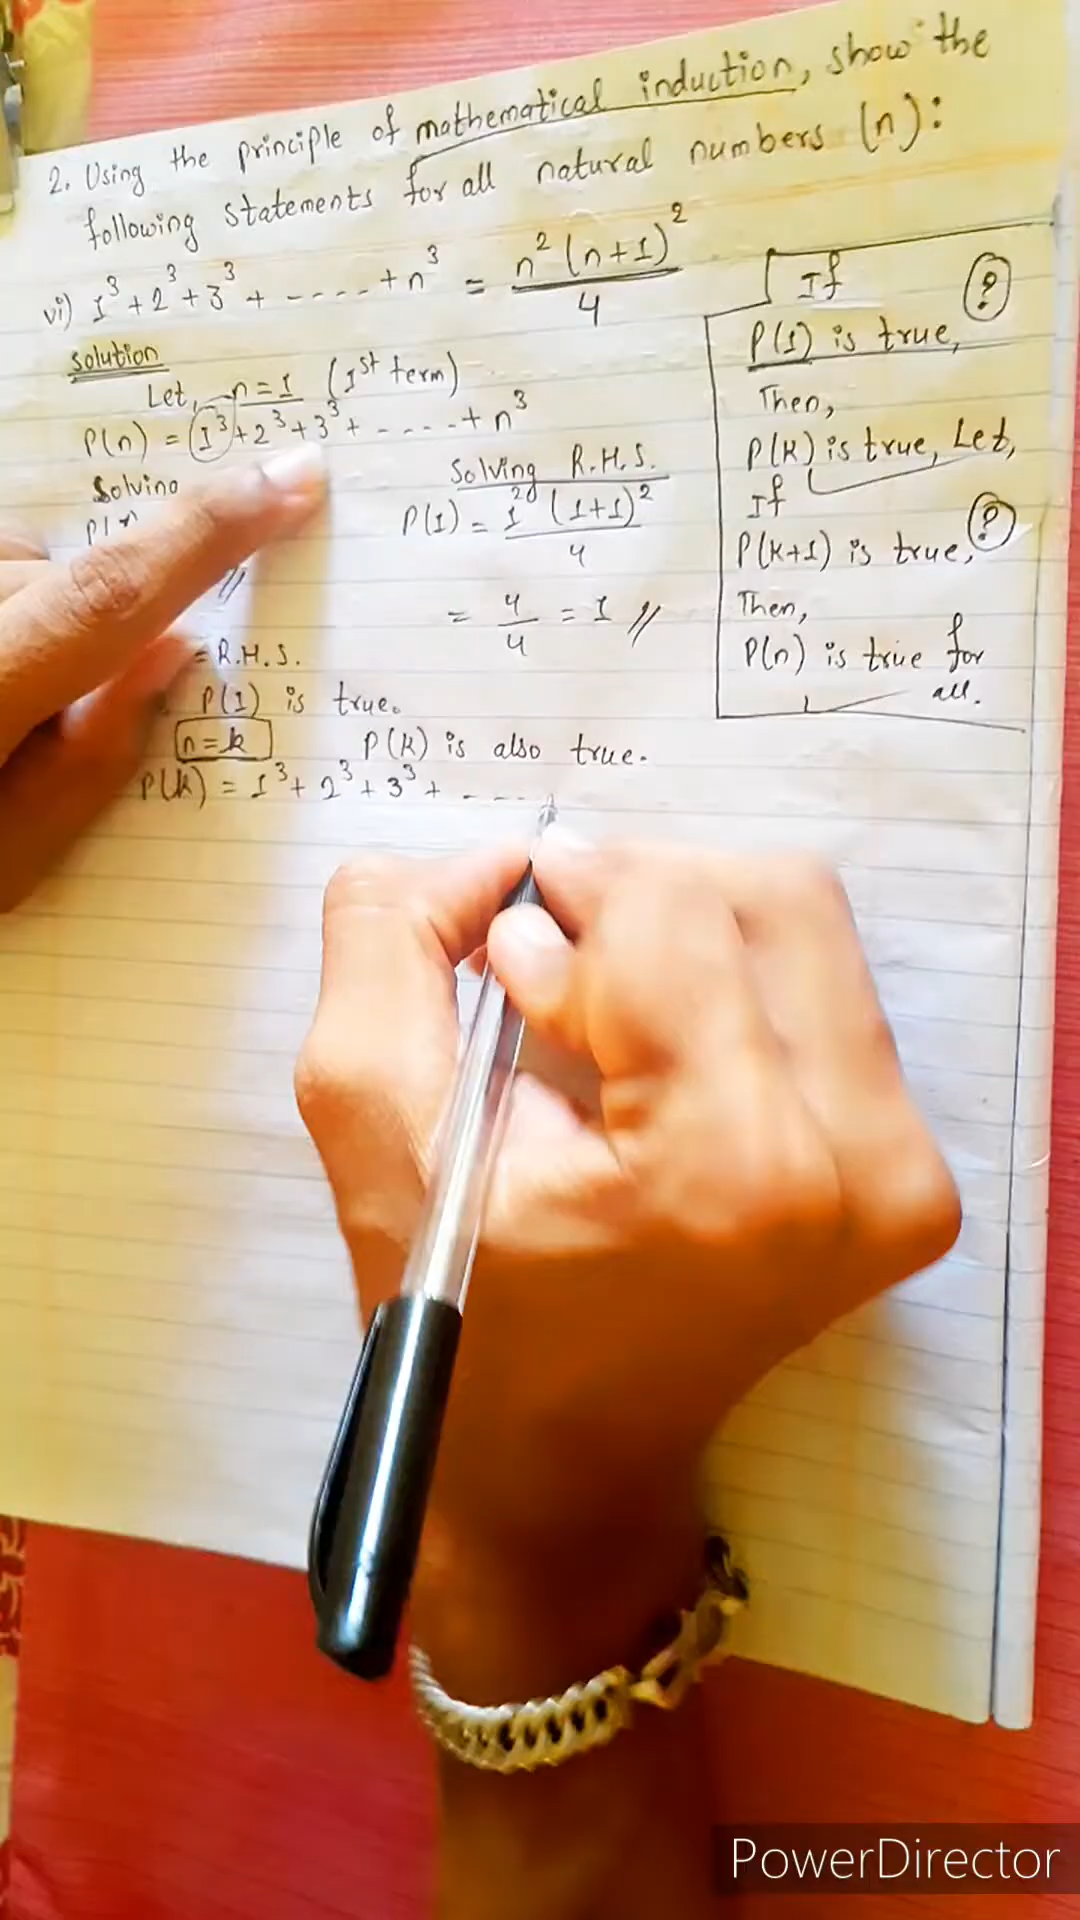 2. Using the principle of mathematical induction, show the
following statements for all natural numbers (n):
vi) 1³ + 2³ + 3³ + - - - - - + n³ = n² (n+1)² / 4
Solution
Let, n = 1 (1st term)
P(n) = 1³ + 2³ + 3³ + - - - - - + n³
Solving
Solving R.H.S.
P(1) = 1² (1+1)² / 4
= 4/4 = 1 //
//
= R.H.S.
P(1) is true.
n = k P(k) is also true.
P(k) = 1³ + 2³ + 3³ + - - - -
If ?
P(1) is true,
Then,
P(k) is true, Let,
If ?
P(k+1) is true,
Then,
P(n) is true for
all.
PowerDirector